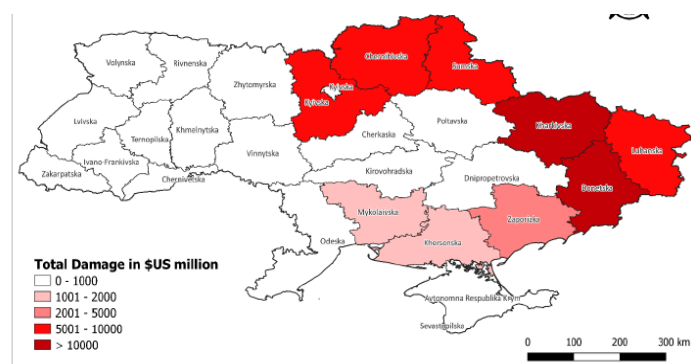 Volynska
Rivnenska
Chernihivska
Sumska
Zhytomyrska
Kyivska
Kyivska
Lvivska
Ternopilska
Khmelnytska
Cherkaska
Poltavska
Kharkivska
Luhanska
Ivano-Frankivska
Vinnytska
Kirovohradska
Zakarpatska
Chernivetska
Dnipropetrovska
Donetska
Mykolaivska
Zaporizka
Odeska
Khersonska
Avtonomna Respublika Krym
Sevastopilska
Total Damage in $US million
0 - 1000
1001 - 2000
2001 - 5000
5001 - 10000
> 10000
0 100 200 300 km